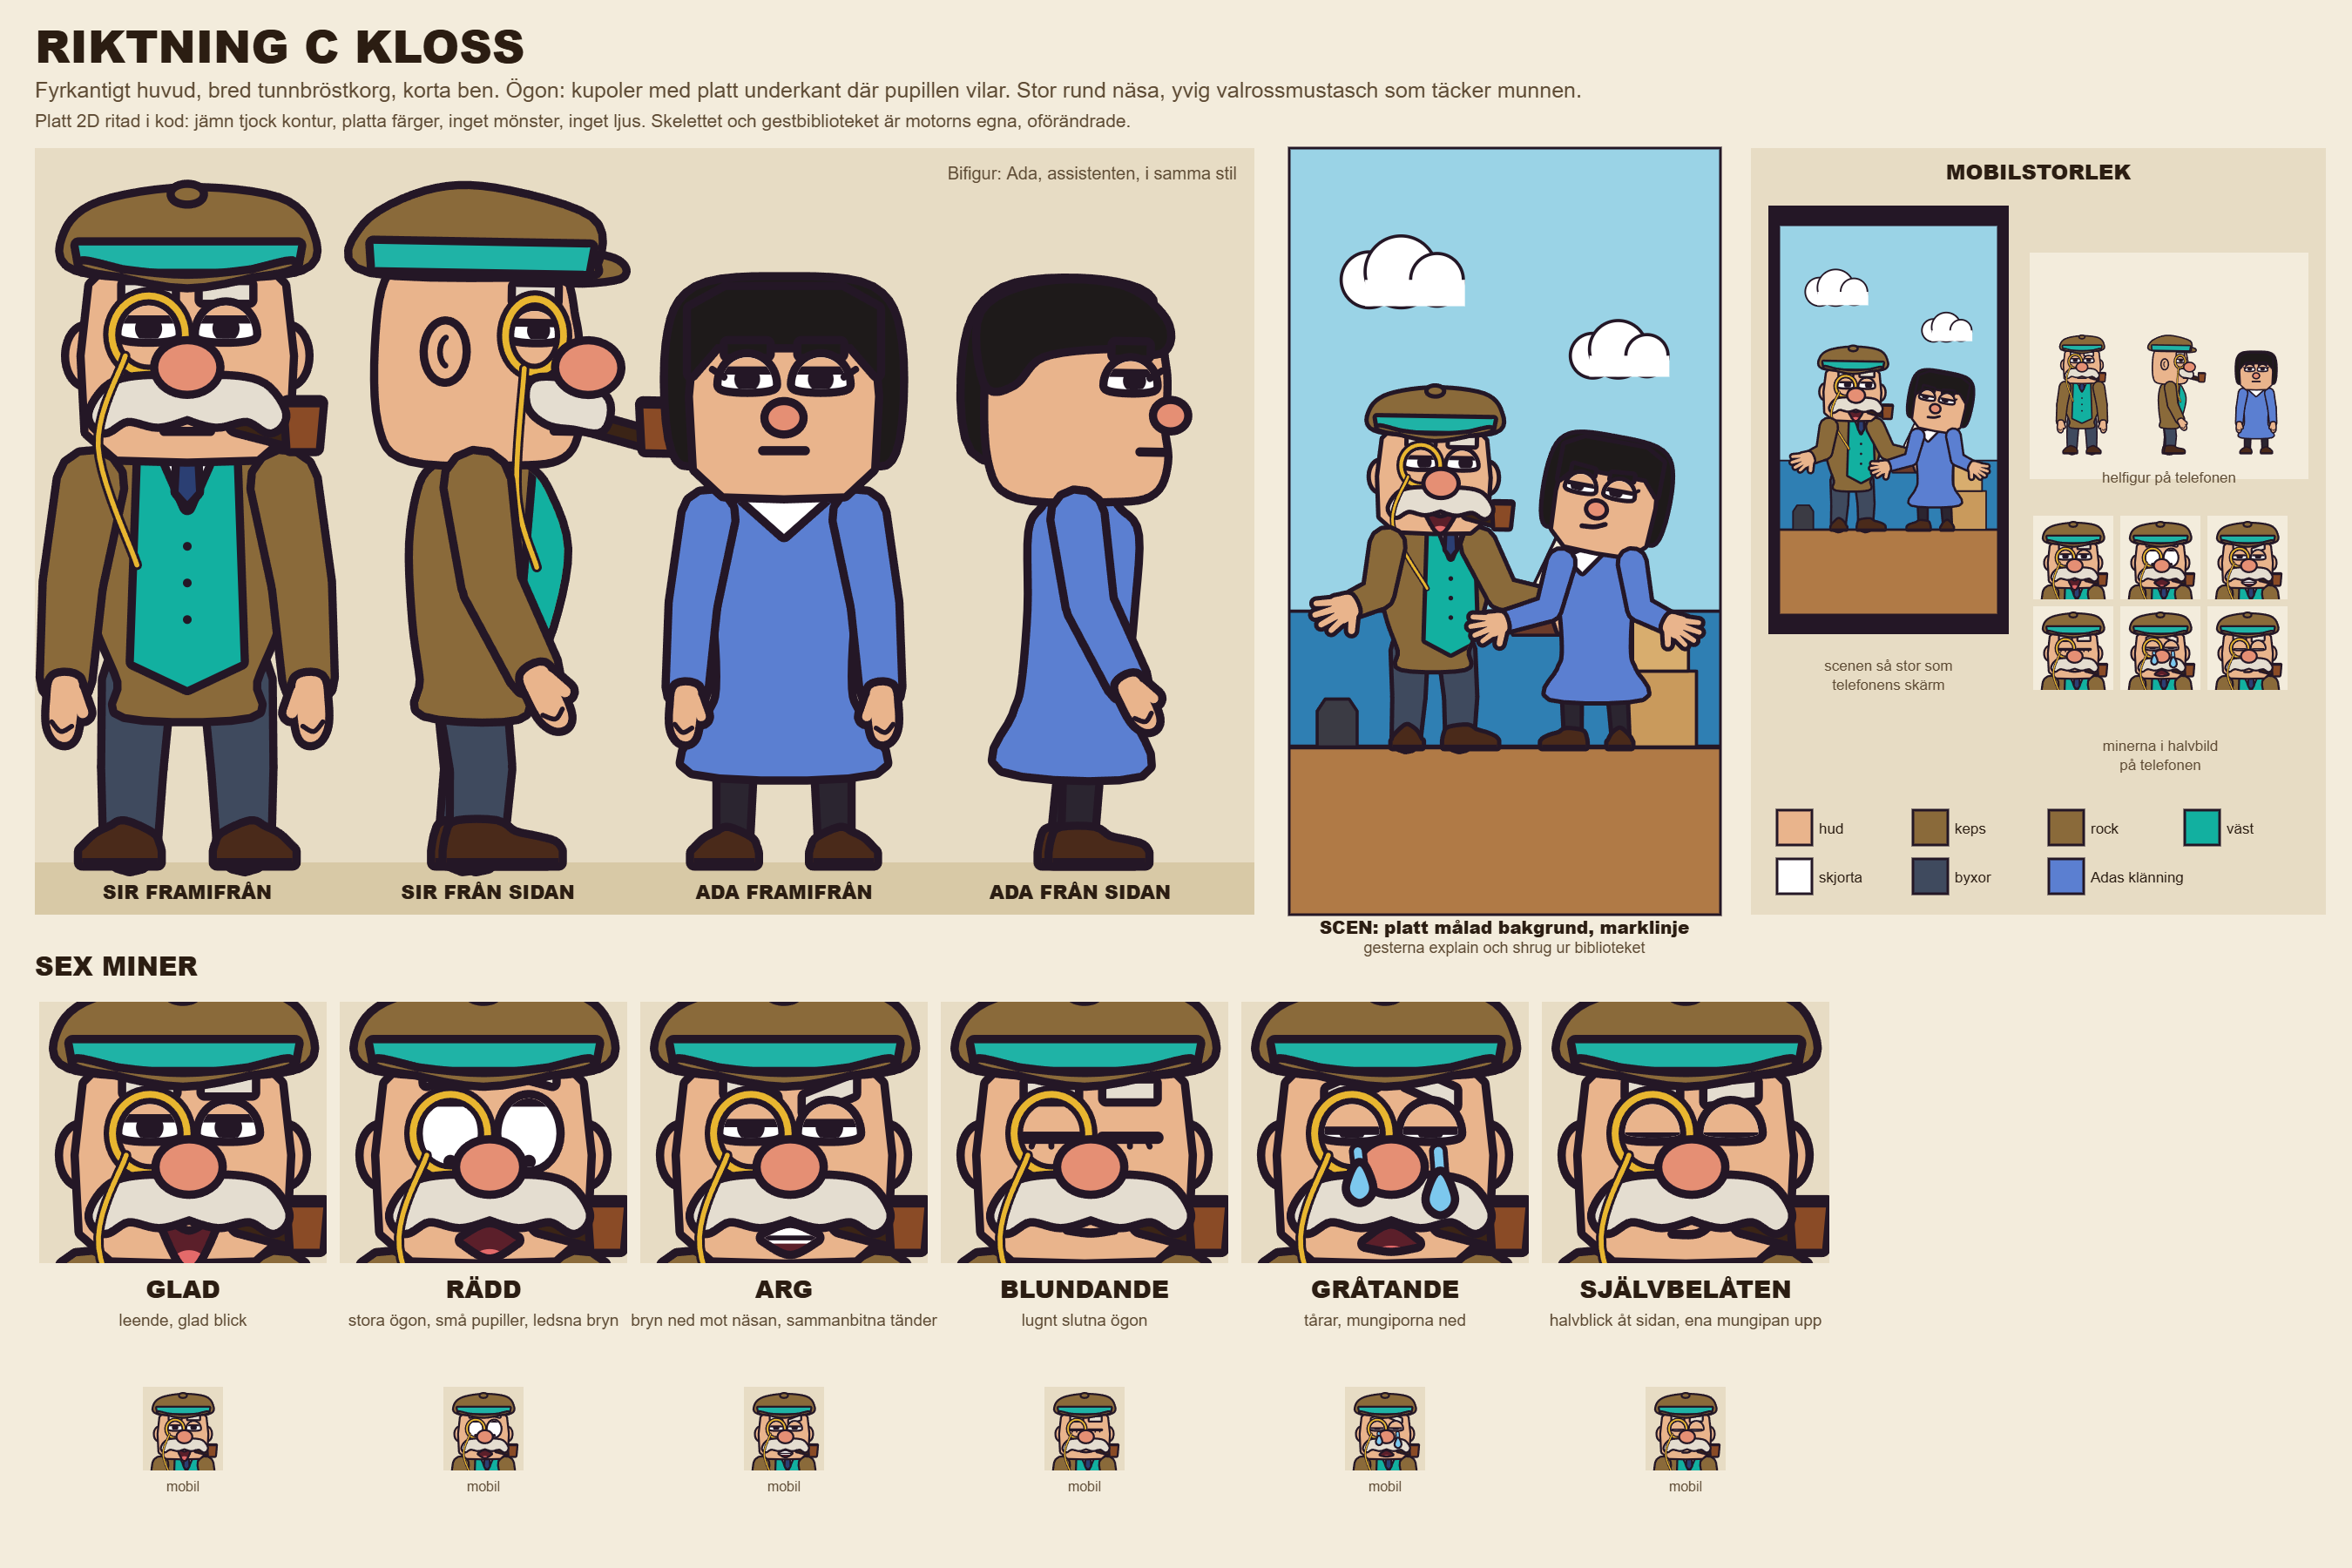 RIKTNING C KLOSS
Fyrkantigt huvud, bred tunnbröstkorg, korta ben. Ögon: kupoler med platt underkant där pupillen vilar. Stor rund näsa, yvig valrossmustasch som täcker munnen.
Platt 2D ritad i kod: jämn tjock kontur, platta färger, inget mönster, inget ljus. Skelettet och gestbiblioteket är motorns egna, oförändrade.
Bifigur: Ada, assistenten, i samma stil
SIR FRAMIFRÅN
SIR FRÅN SIDAN
ADA FRAMIFRÅN
ADA FRÅN SIDAN
SCEN: platt målad bakgrund, marklinje
gesterna explain och shrug ur biblioteket
MOBILSTORLEK
helfigur på telefonen
scenen så stor som
telefonens skärm
minerna i halvbild
på telefonen
hud
keps
rock
väst
skjorta
byxor
Adas klänning
SEX MINER
GLAD
leende, glad blick
RÄDD
stora ögon, små pupiller, ledsna bryn
ARG
bryn ned mot näsan, sammanbitna tänder
BLUNDANDE
lugnt slutna ögon
GRÅTANDE
tårar, mungiporna ned
SJÄLVBELÅTEN
halvblick åt sidan, ena mungipan upp
mobil
mobil
mobil
mobil
mobil
mobil